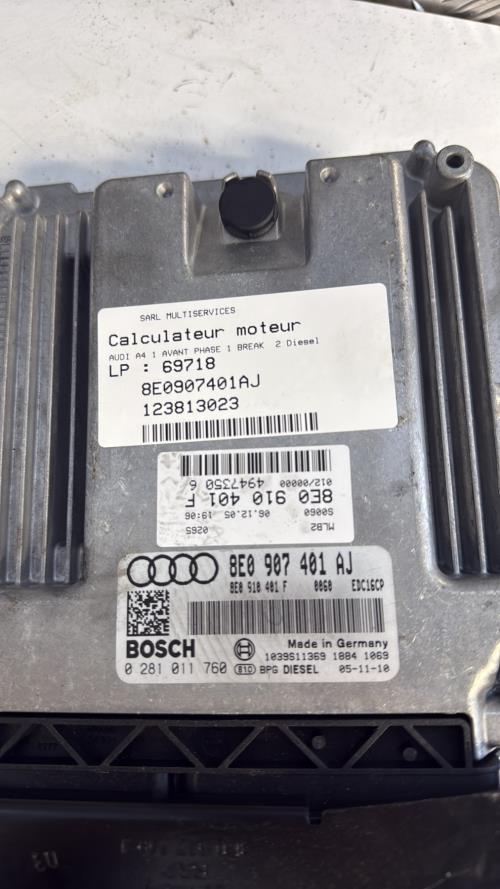 SARL MULTISERVICES
Calculateur moteur
AUDI A4 1 AVANT PHASE 1 BREAK 2 Diesel
LP : 69718
8E0907401AJ
123813023
MLB2 0265
S0060 06.12.05 19:06
8E0 910 401 F
012/00000 4947350 6
8E0 907 401 AJ
8E0 910 401 F 0060 EDC16CP
BOSCH
Made in Germany
1039S11369 1884 1069
0 281 011 760 810 BPG DIESEL 05-11-10